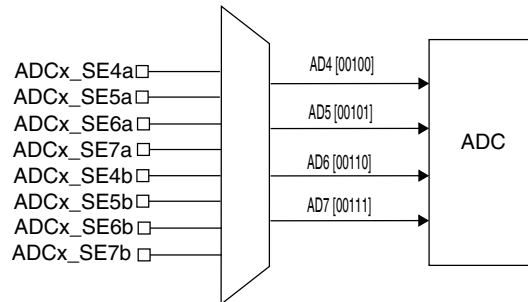 ADCx_SE4a
ADCx_SE5a
ADCx_SE6a
ADCx_SE7a
ADCx_SE4b
ADCx_SE5b
ADCx_SE6b
ADCx_SE7b
AD4 [00100]
AD5 [00101]
AD6 [00110]
AD7 [00111]
ADC